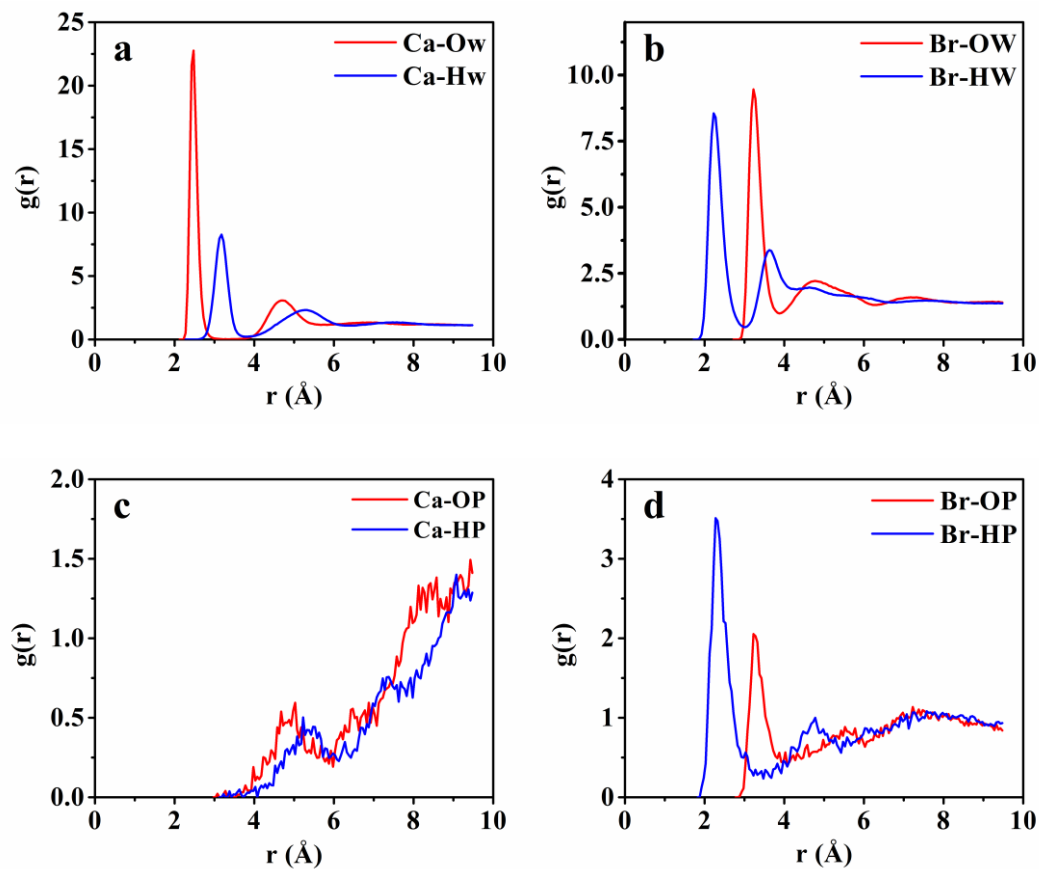 a
Ca-Ow
Ca-Hw
g(r)
25
20
15
10
5
0
0 2 4 6 8 10
r (Å)
b
Br-OW
Br-HW
g(r)
10.0
7.5
5.0
2.5
0.0
0 2 4 6 8 10
r (Å)
c
Ca-OP
Ca-HP
g(r)
2.0
1.5
1.0
0.5
0.0
0 2 4 6 8 10
r (Å)
d
Br-OP
Br-HP
g(r)
4
3
2
1
0
0 2 4 6 8 10
r (Å)